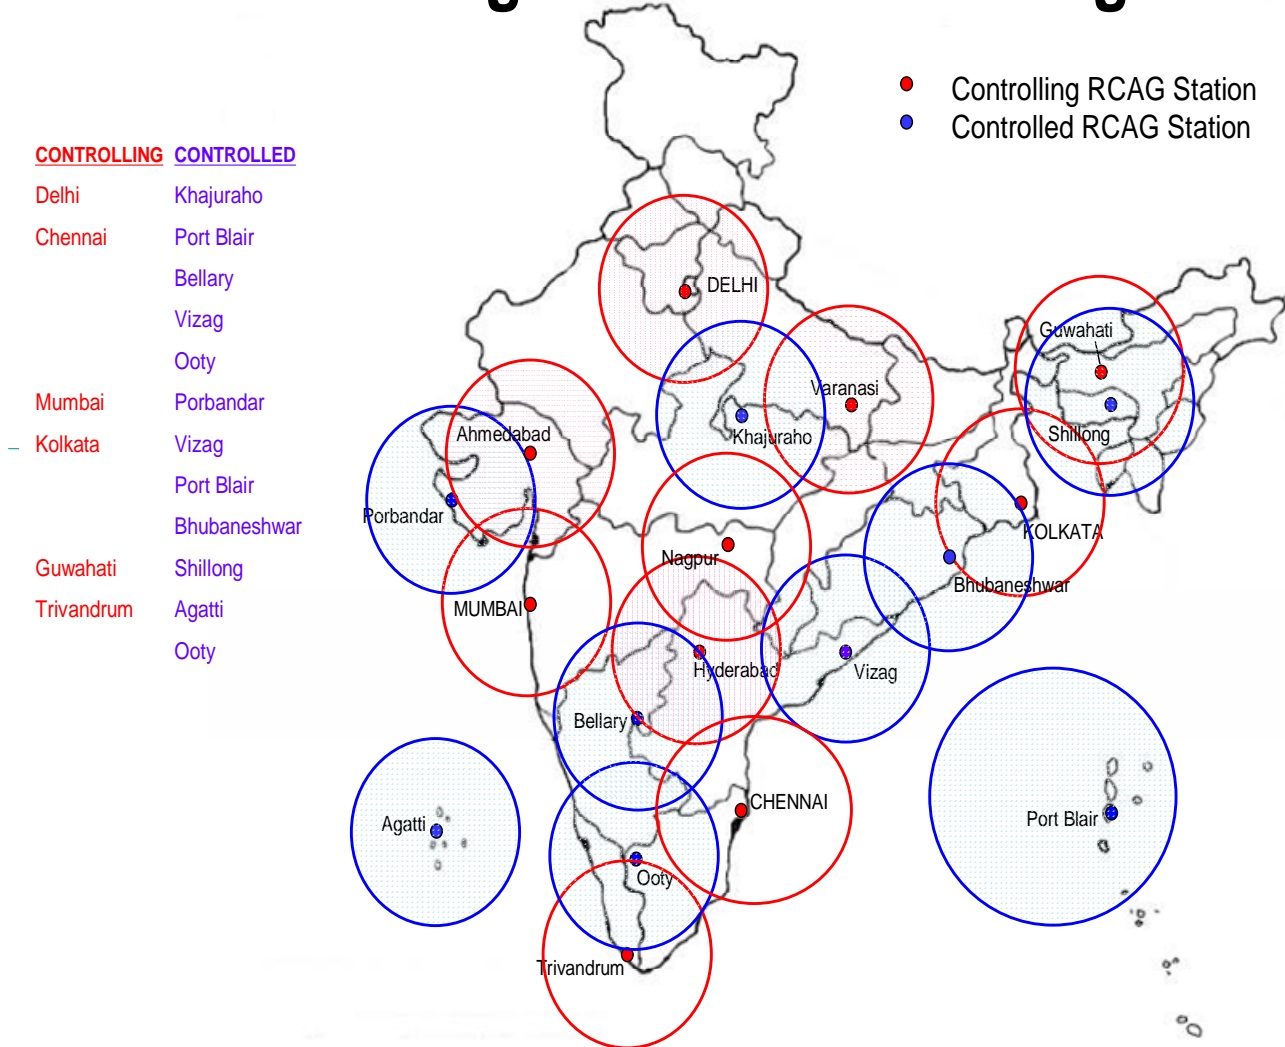 Controlling RCAG Station
Controlled RCAG Station
CONTROLLING CONTROLLED
Delhi Khajuraho
Chennai Port Blair
Bellary
Vizag
Ooty
Mumbai Porbandar
– Kolkata Vizag
Port Blair
Bhubaneshwar
Guwahati Shillong
Trivandrum Agatti
Ooty
DELHI
Guwahati
Varanasi
Ahmedabad
Khajuraho
Shillong
Porbandar
KOLKATA
Nagpur
Bhubaneshwar
MUMBAI
Hyderabad
Vizag
Bellary
CHENNAI
Agatti
Port Blair
Ooty
Trivandrum